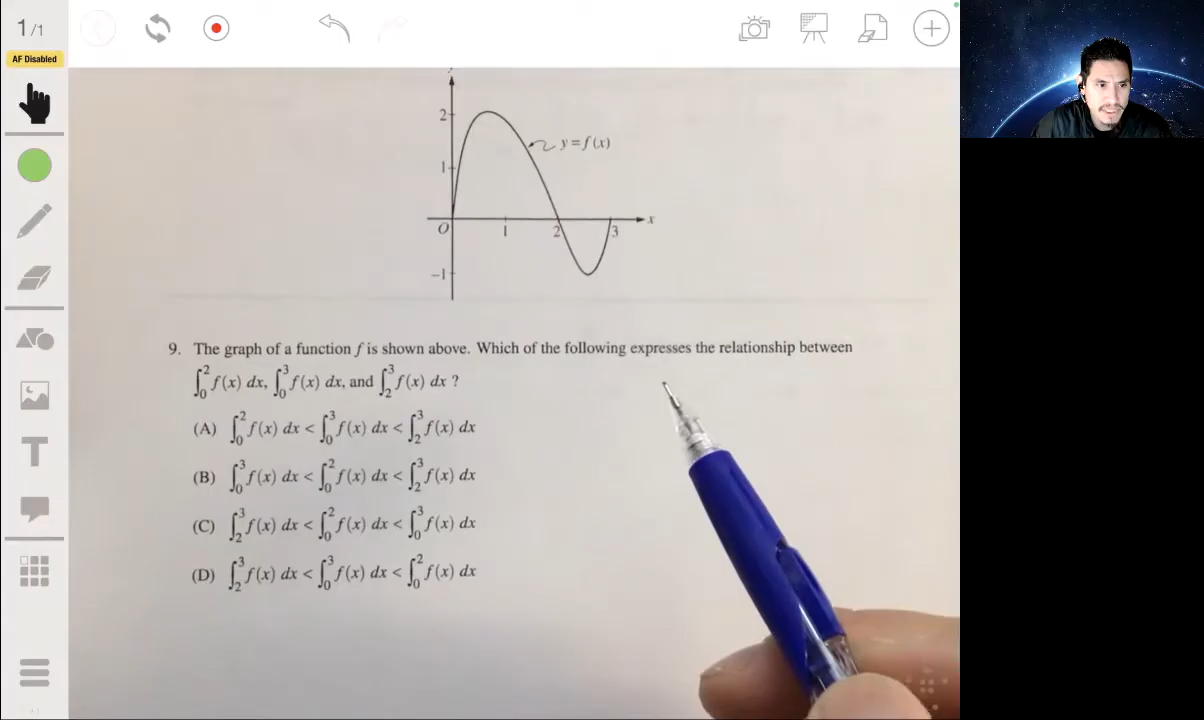 1/1
AF Disabled
2
1
y = f(x)
O
1
2
3
x
-1
9. The graph of a function f is shown above. Which of the following expresses the relationship between
∫₀² f(x) dx, ∫₀³ f(x) dx, and ∫₂³ f(x) dx ?
(A) ∫₀² f(x) dx < ∫₀³ f(x) dx < ∫₂³ f(x) dx
(B) ∫₀³ f(x) dx < ∫₀² f(x) dx < ∫₂³ f(x) dx
(C) ∫₂³ f(x) dx < ∫₀² f(x) dx < ∫₀³ f(x) dx
(D) ∫₂³ f(x) dx < ∫₀³ f(x) dx < ∫₀² f(x) dx
T